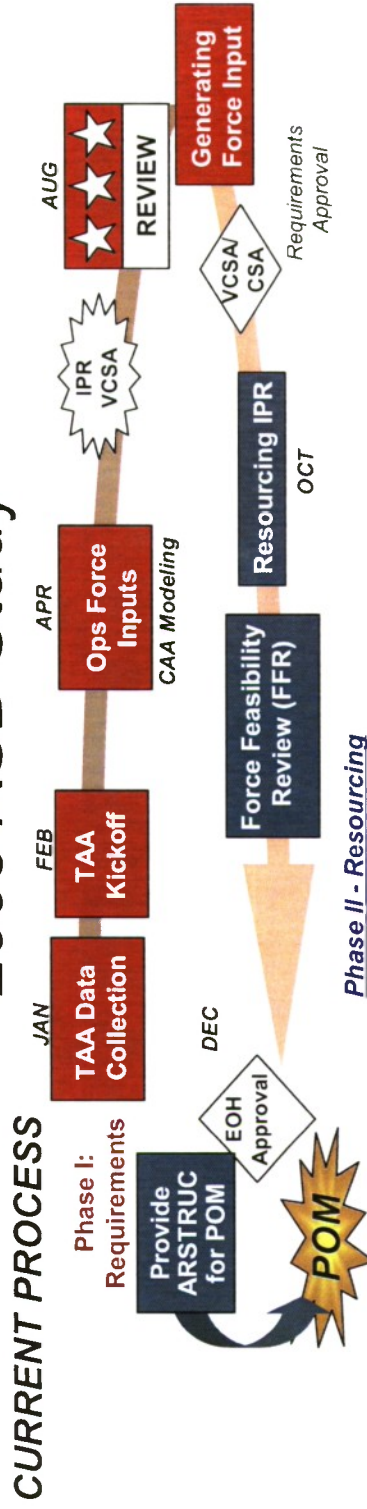 CURRENT PROCESS
Phase I:
Requirements
JAN
TAA Data
Collection
FEB
TAA
Kickoff
APR
Ops Force
Inputs
CAA Modeling
IPR
VCSA
AUG
REVIEW
Generating
Force Input
VCSA/
CSA
Requirements
Approval
Resourcing IPR
OCT
Force Feasibility
Review (FFR)
Phase II - Resourcing
DEC
EOH
Approval
Provide
ARSTRUC
for POM
POM